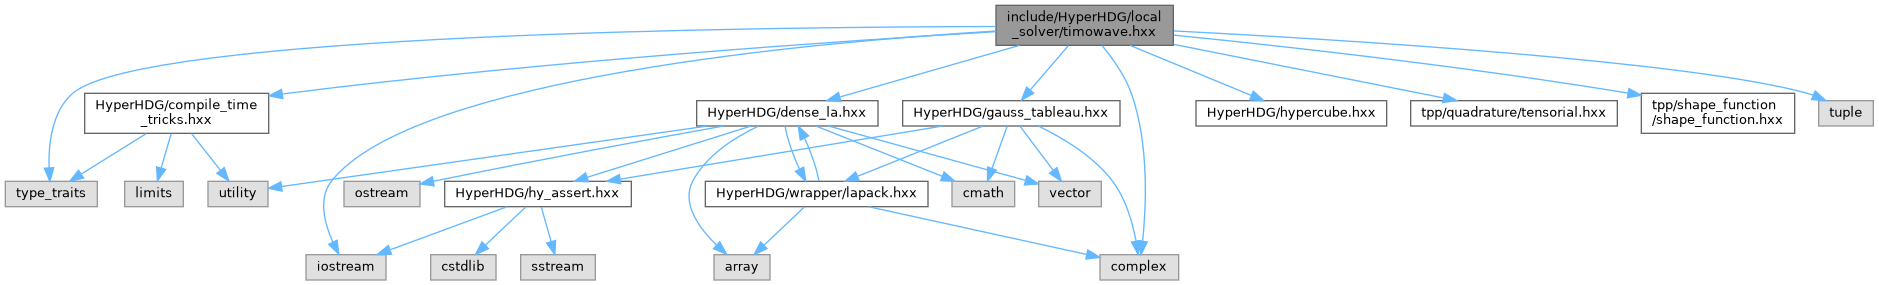 include/HyperHDG/local
_solver/timowave.hxx
HyperHDG/compile_time
_tricks.hxx
HyperHDG/dense_la.hxx
HyperHDG/gauss_tableau.hxx
HyperHDG/hypercube.hxx
tpp/quadrature/tensorial.hxx
tpp/shape_function
/shape_function.hxx
tuple
type_traits
limits
utility
ostream
HyperHDG/hy_assert.hxx
HyperHDG/wrapper/lapack.hxx
cmath
vector
iostream
cstdlib
sstream
array
complex